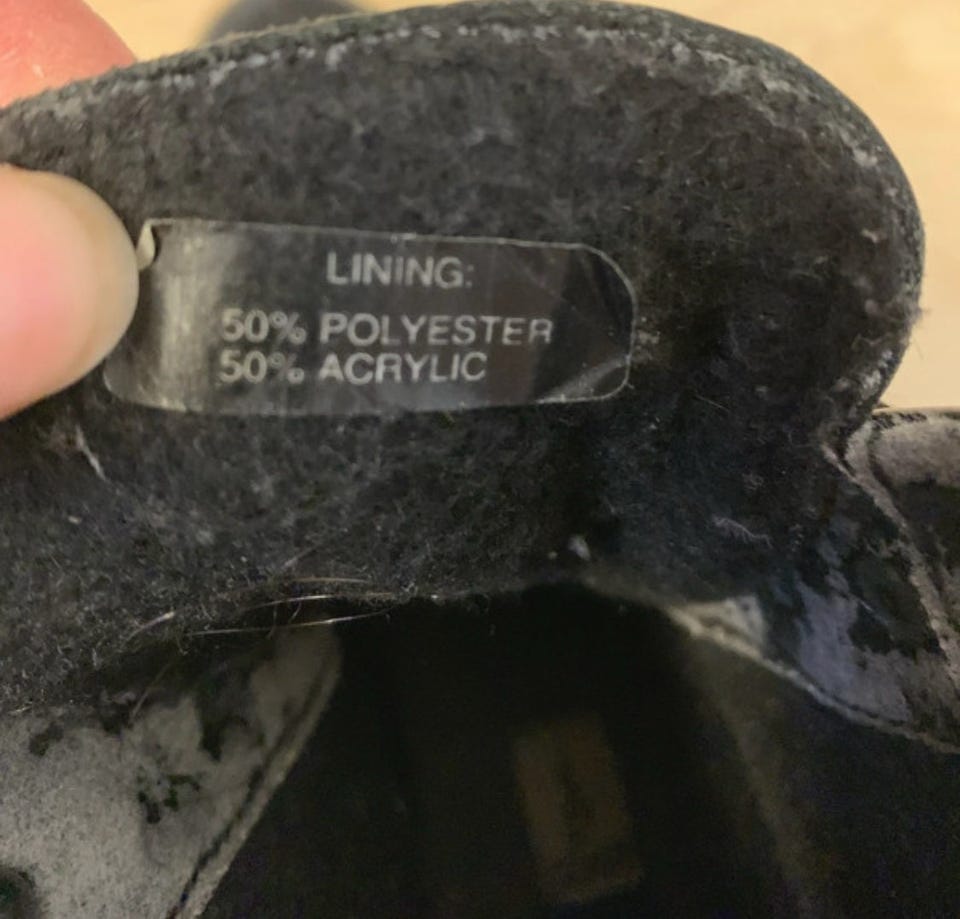 LINING:
50% POLYESTER
50% ACRYLIC